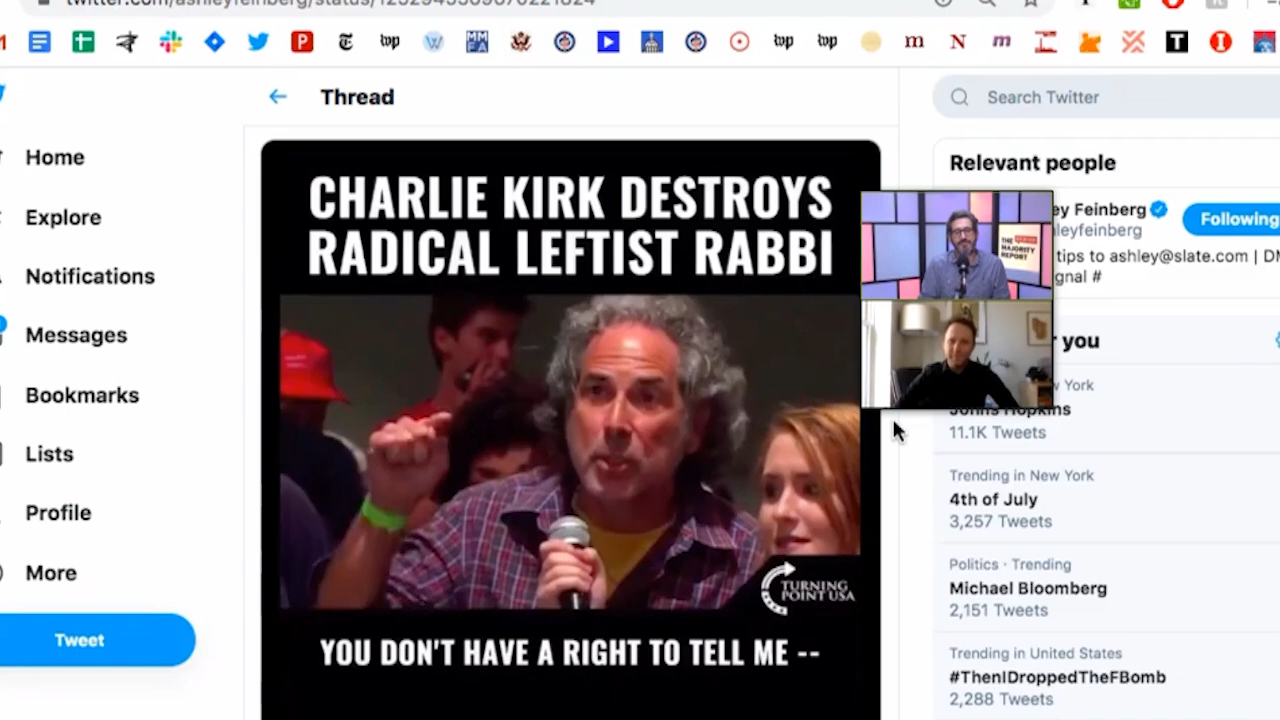 Thread
Search Twitter
Home
Explore
Notifications
Messages
Bookmarks
Lists
Profile
More
Tweet
CHARLIE KIRK DESTROYS
RADICAL LEFTIST RABBI
TURNING
POINT USA
YOU DON'T HAVE A RIGHT TO TELL ME --
THE
MAJORITY
REPORT
Relevant people
ey Feinberg
Following
leyfeinberg
tips to ashley@slate.com | DM
gnal #
you
York
Johns Hopkins
11.1K Tweets
Trending in New York
4th of July
3,257 Tweets
Politics · Trending
Michael Bloomberg
2,151 Tweets
Trending in United States
#ThenIDroppedTheFBomb
2,288 Tweets